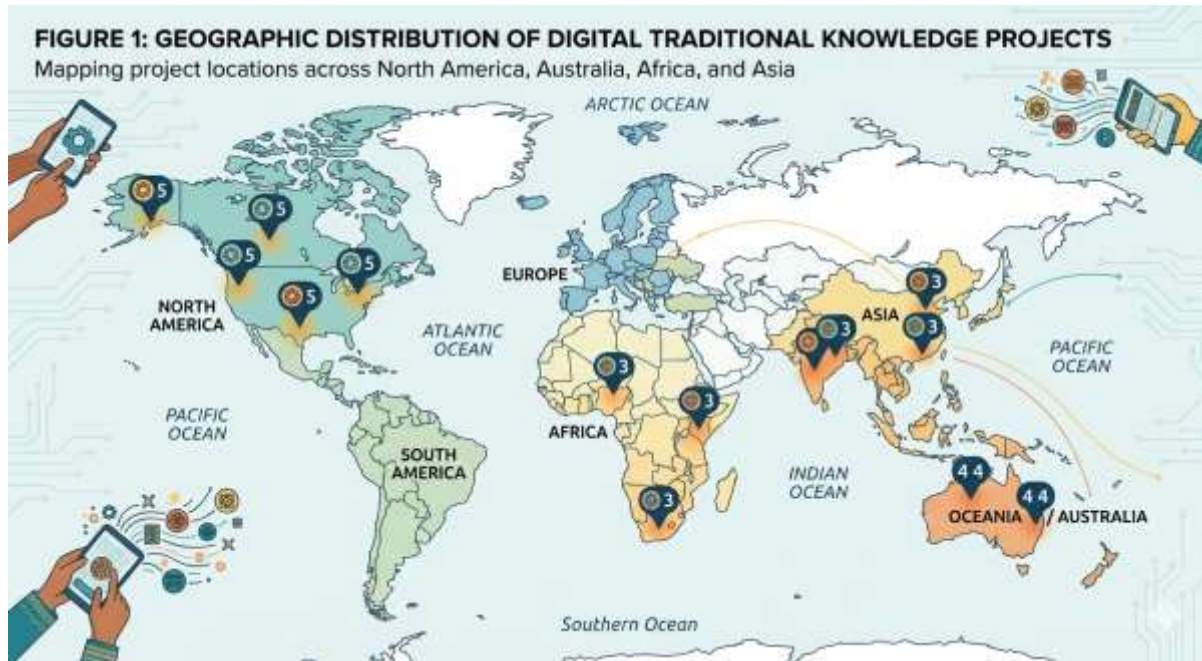 FIGURE 1: GEOGRAPHIC DISTRIBUTION OF DIGITAL TRADITIONAL KNOWLEDGE PROJECTS
Mapping project locations across North America, Australia, Africa, and Asia
ARCTIC OCEAN
5
5
5
5
5
NORTH
AMERICA
ATLANTIC
OCEAN
EUROPE
3
ASIA
3
3
PACIFIC
OCEAN
3
3
AFRICA
PACIFIC
OCEAN
SOUTH
AMERICA
INDIAN
OCEAN
3
4 4
4 4
OCEANIA / AUSTRALIA
Southern Ocean